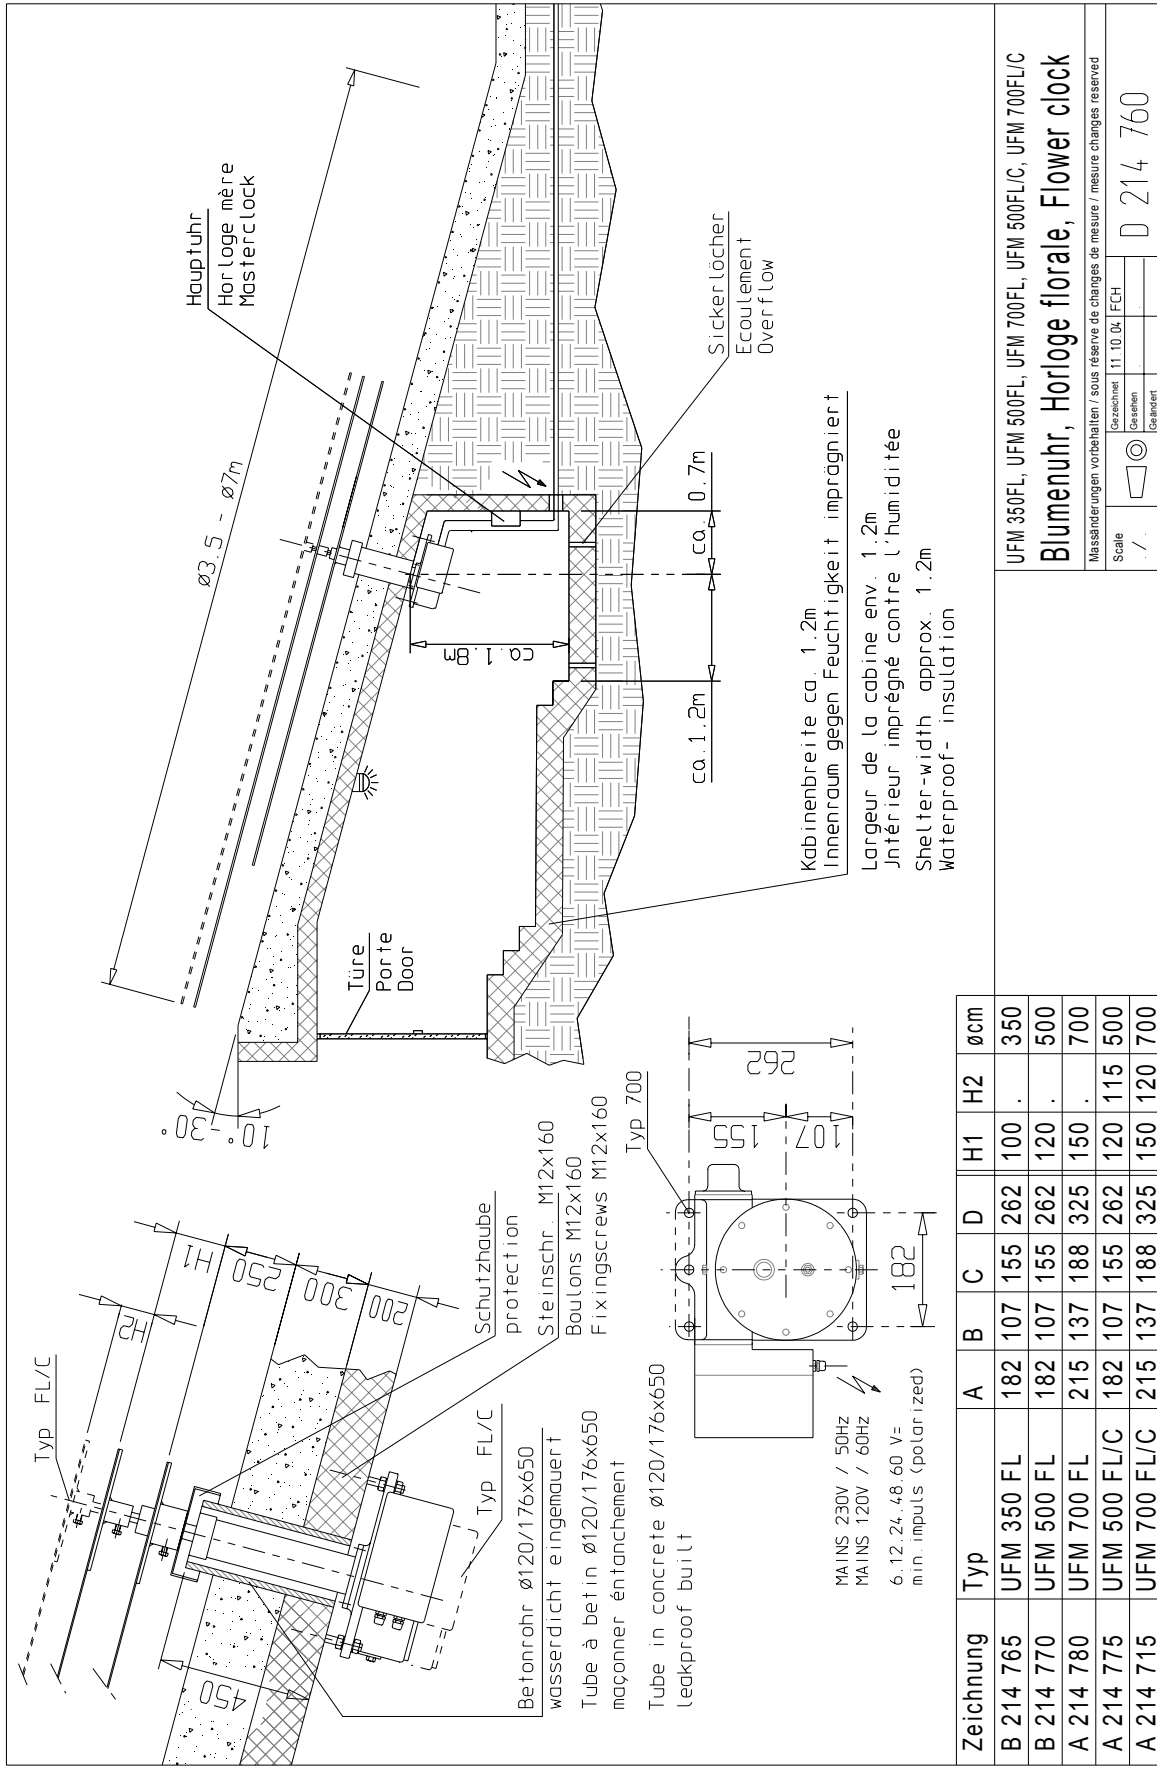 Hauptuhr
Horloge mère
Masterclock
ø3.5 - ø7m
Sickerlöcher
Ecoulement
Overflow
ca. 0.7m
ca.1.2m
ca.1.8m
Türe
Porte
Door
10°-30°
Kabinenbreite ca. 1.2m
Innenraum gegen Feuchtigkeit imprägniert
Largeur de la cabine env. 1.2m
Jntérieur imprégné contre l'humiditée
Shelter-width approx. 1.2m
Waterproof- insulation
Typ FL/C
H2
H1
250
300
200
450
Schutzhaube
protection
Steinschr. M12x160
Boulons M12x160
Fixingscrews M12x160
Typ FL/C
Betonrohr ø120/176x650
wasserdicht eingemauert
Tube à betin ø120/176x650
maçonner éntanchement
Tube in concrete ø120/176x650
leakproof built
Typ 700
262
155
107
182
MAINS 230V / 50Hz
MAINS 120V / 60Hz
6.12.24.48.60 V=
min.impuls (polarized)
Zeichnung Typ A B C D H1 H2 øcm
B 214 765 UFM 350 FL 182 107 155 262 100 . 350
B 214 770 UFM 500 FL 182 107 155 262 120 . 500
A 214 780 UFM 700 FL 215 137 188 325 150 . 700
A 214 775 UFM 500 FL/C 182 107 155 262 120 115 500
A 214 715 UFM 700 FL/C 215 137 188 325 150 120 700
UFM 350FL, UFM 500FL, UFM 700FL, UFM 500FL/C, UFM 700FL/C
Blumenuhr, Horloge florale, Flower clock
Massänderungen vorbehalten / sous réserve de changes de mesure / mesure changes reserved
Scale
./.
Gezeichnet 11.10.04 FCH
Gesehen
Geändert
D 214 760